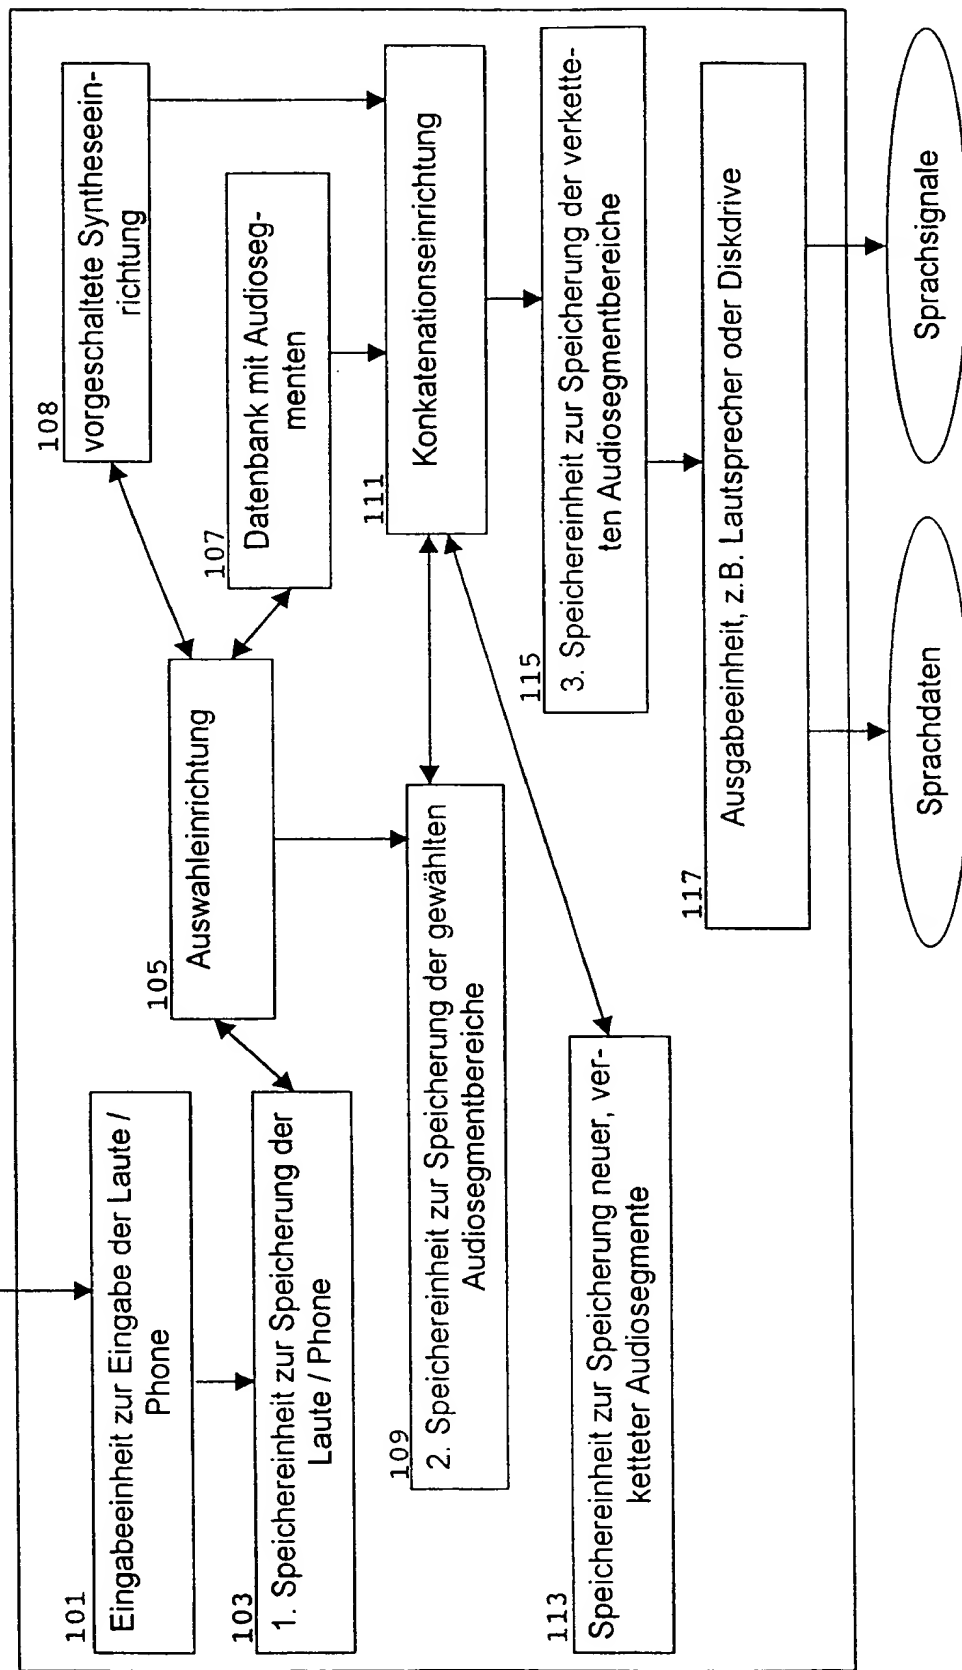 101
Eingabeeinheit zur Eingabe der Laute /
Phone
103
1. Speichereinheit zur Speicherung der
Laute / Phone
105
Auswahleinrichtung
107
Datenbank mit Audioseg-
menten
108
vorgeschaltete Syntheseein-
richtung
109
2. Speichereinheit zur Speicherung der gewählten
Audiosegmentbereiche
111
Konkatenationseinrichtung
113
Speichereinheit zur Speicherung neuer, ver-
ketteter Audiosegmente
115
3. Speichereinheit zur Speicherung der verkette-
ten Audiosegmentbereiche
117
Ausgabeeinheit, z.B. Lautsprecher oder Diskdrive
Sprachdaten
Sprachsignale